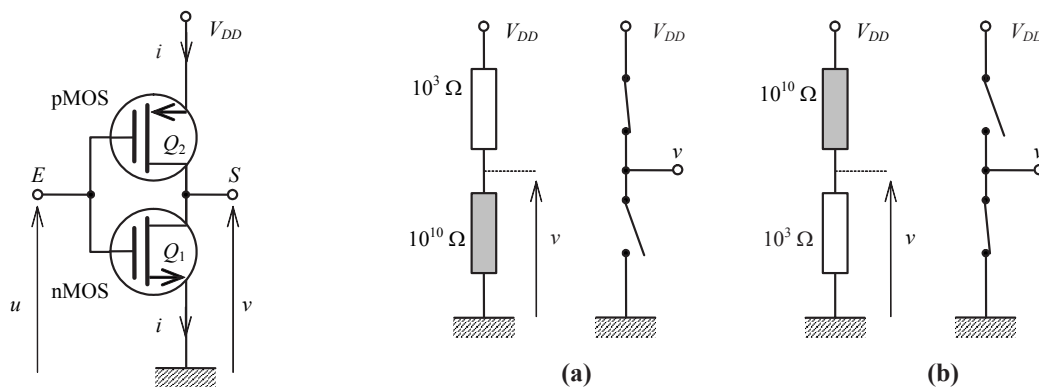 V_DD
i
pMOS
Q_2
E
S
Q_1
nMOS
u
v
i
V_DD
10^3 Ω
10^10 Ω
v
V_DD
v
(a)
V_DD
10^10 Ω
10^3 Ω
v
V_DD
v
(b)